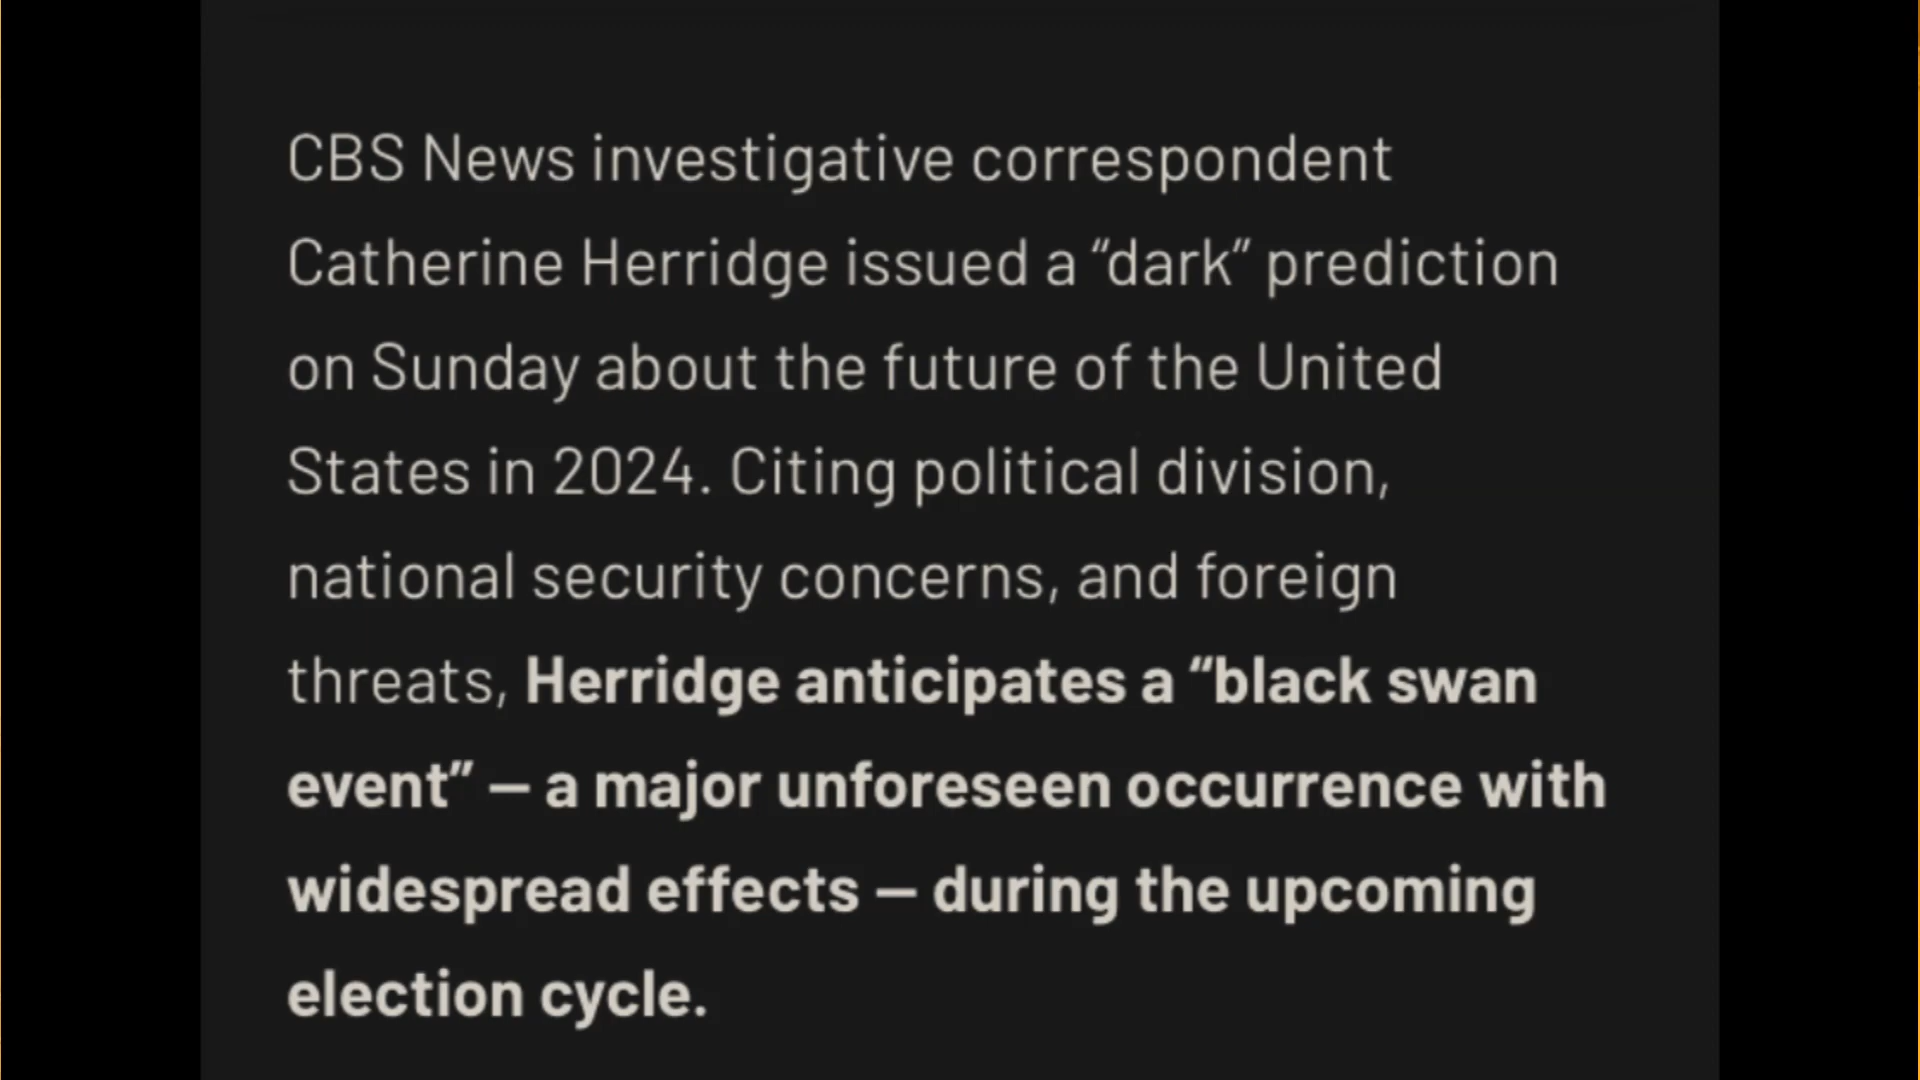 CBS News investigative correspondent
Catherine Herridge issued a “dark” prediction
on Sunday about the future of the United
States in 2024. Citing political division,
national security concerns, and foreign
threats, Herridge anticipates a “black swan
event” — a major unforeseen occurrence with
widespread effects — during the upcoming
election cycle.